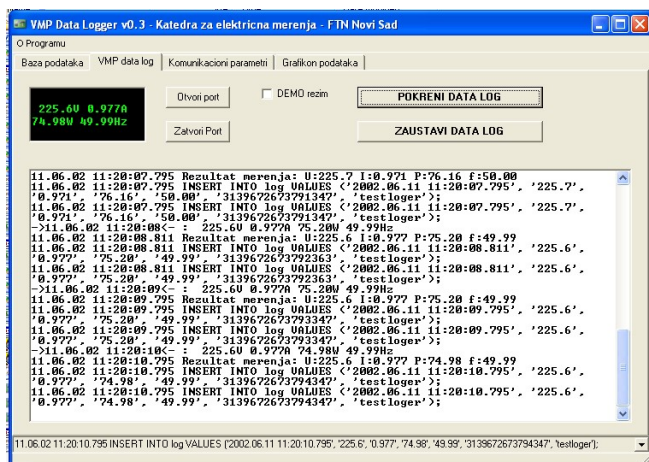 VMP Data Logger v0.3 - Katedra za elektricna merenja - FTN Novi Sad
O Programu
Baza podataka VMP data log Komunikacioni parametri Grafikon podataka
225.6V 0.977A
74.98W 49.99Hz
Otvori port
DEMO rezim
POKRENI DATA LOG
Zatvori Port
ZAUSTAVI DATA LOG
11.06.02 11:20:07.795 Rezultat merenja: U:225.7 I:0.971 P:76.16 f:50.00
11.06.02 11:20:07.795 INSERT INTO log VALUES ('2002.06.11 11:20:07.795', '225.7',
'0.971', '76.16', '50.00', '3139672673791347', 'testloger');
11.06.02 11:20:07.795 INSERT INTO log VALUES ('2002.06.11 11:20:07.795', '225.7',
'0.971', '76.16', '50.00', '3139672673791347', 'testloger');
->11.06.02 11:20:08<- :  225.6V 0.977A 75.20W 49.99Hz
11.06.02 11:20:08.811 Rezultat merenja: U:225.6 I:0.977 P:75.20 f:49.99
11.06.02 11:20:08.811 INSERT INTO log VALUES ('2002.06.11 11:20:08.811', '225.6',
'0.977', '75.20', '49.99', '3139672673792363', 'testloger');
11.06.02 11:20:08.811 INSERT INTO log VALUES ('2002.06.11 11:20:08.811', '225.6',
'0.977', '75.20', '49.99', '3139672673792363', 'testloger');
->11.06.02 11:20:09<- :  225.6V 0.977A 75.20W 49.99Hz
11.06.02 11:20:09.795 Rezultat merenja: U:225.6 I:0.977 P:75.20 f:49.99
11.06.02 11:20:09.795 INSERT INTO log VALUES ('2002.06.11 11:20:09.795', '225.6',
'0.977', '75.20', '49.99', '3139672673793347', 'testloger');
11.06.02 11:20:09.795 INSERT INTO log VALUES ('2002.06.11 11:20:09.795', '225.6',
'0.977', '75.20', '49.99', '3139672673793347', 'testloger');
->11.06.02 11:20:10<- :  225.6V 0.977A 74.98W 49.99Hz
11.06.02 11:20:10.795 Rezultat merenja: U:225.6 I:0.977 P:74.98 f:49.99
11.06.02 11:20:10.795 INSERT INTO log VALUES ('2002.06.11 11:20:10.795', '225.6',
'0.977', '74.98', '49.99', '3139672673794347', 'testloger');
11.06.02 11:20:10.795 INSERT INTO log VALUES ('2002.06.11 11:20:10.795', '225.6',
'0.977', '74.98', '49.99', '3139672673794347', 'testloger');
11.06.02 11:20:10.795 INSERT INTO log VALUES ('2002.06.11 11:20:10.795', '225.6', '0.977', '74.98', '49.99', '3139672673794347', 'testloger');